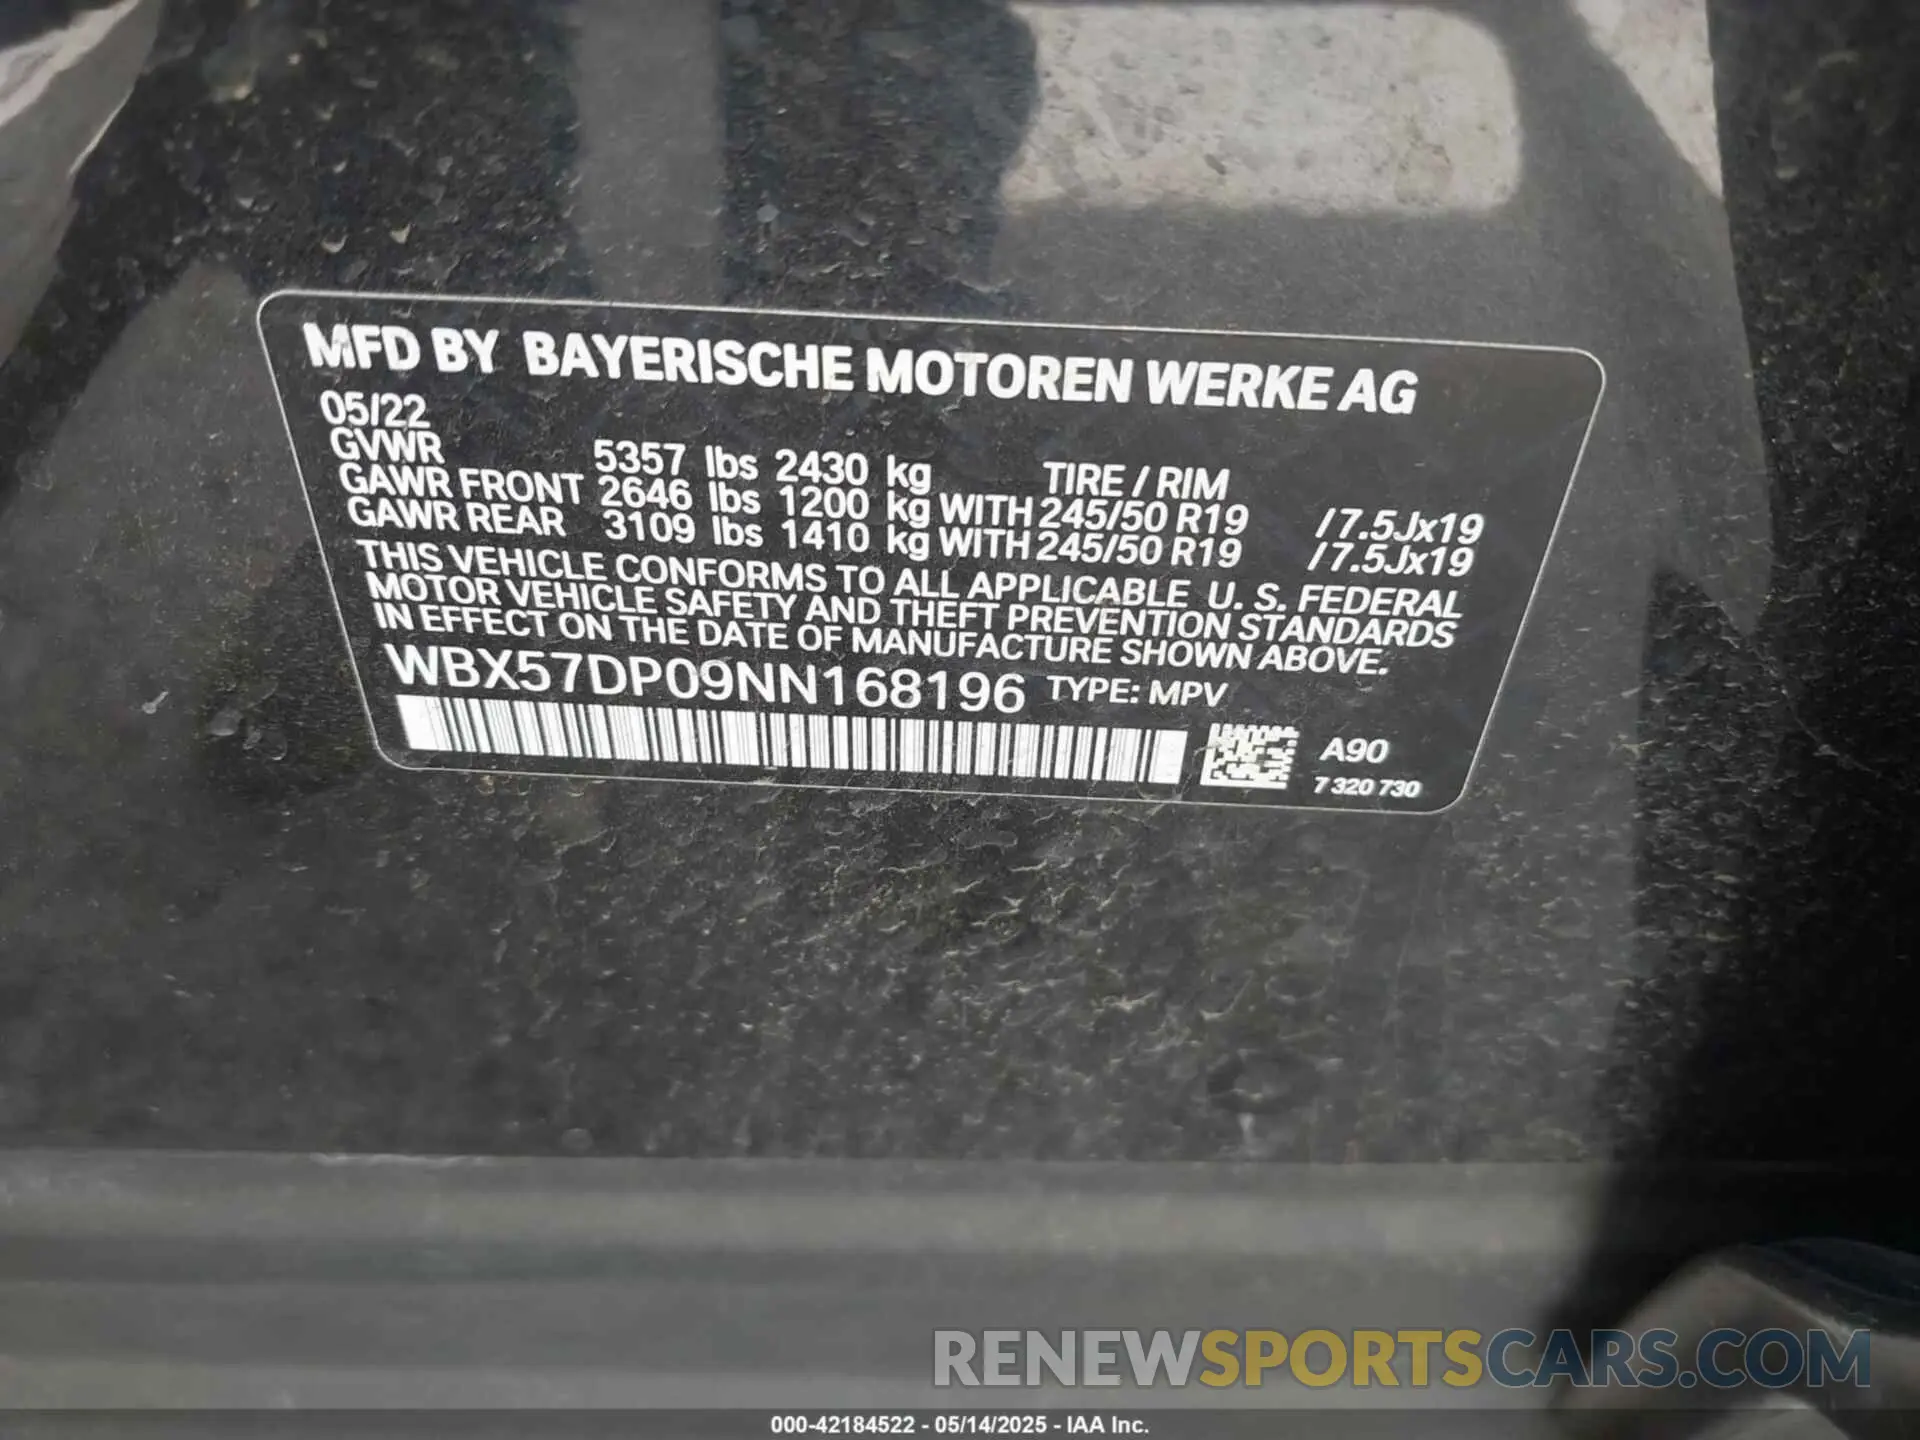 MFD BY BAYERISCHE MOTOREN WERKE AG
05/22
GVWR 5357 lbs 2430 kg TIRE / RIM
GAWR FRONT 2646 lbs 1200 kg WITH 245/50 R19 /7.5Jx19
GAWR REAR 3109 lbs 1410 kg WITH 245/50 R19 /7.5Jx19
THIS VEHICLE CONFORMS TO ALL APPLICABLE U. S. FEDERAL
MOTOR VEHICLE SAFETY AND THEFT PREVENTION STANDARDS
IN EFFECT ON THE DATE OF MANUFACTURE SHOWN ABOVE.
WBX57DP09NN168196 TYPE: MPV
A90
7 320 730
RENEWSPORTSCARS.COM
000-42184522 - 05/14/2025 - IAA Inc.